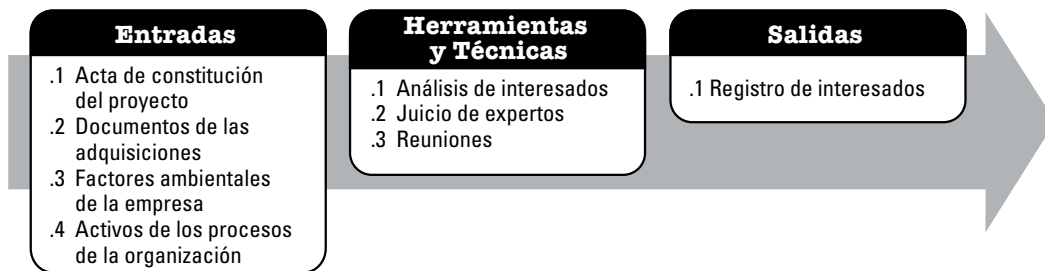 Entradas
.1 Acta de constitución
del proyecto
.2 Documentos de las
adquisiciones
.3 Factores ambientales
de la empresa
.4 Activos de los procesos
de la organización
Herramientas
y Técnicas
.1 Análisis de interesados
.2 Juicio de expertos
.3 Reuniones
Salidas
.1 Registro de interesados